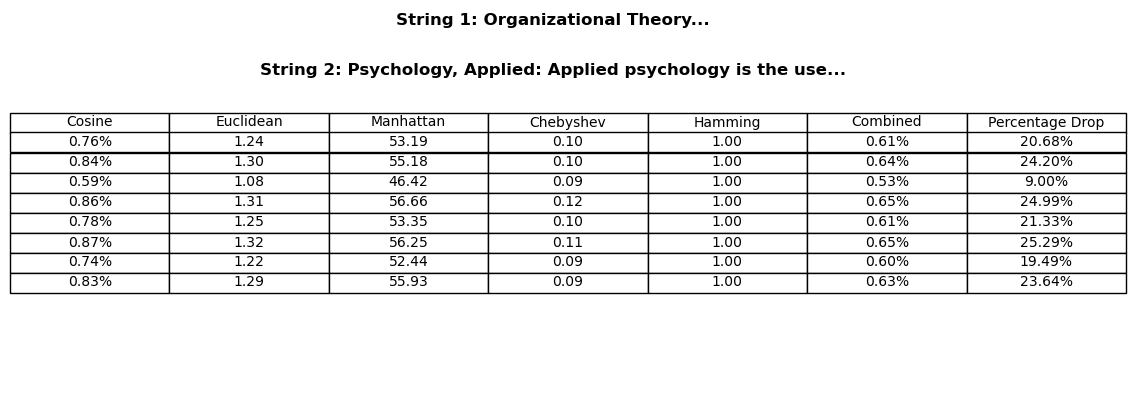 String 1: Organizational Theory...
String 2: Psychology, Applied: Applied psychology is the use...
Cosine Euclidean Manhattan Chebyshev Hamming Combined Percentage Drop
0.76% 1.24 53.19 0.10 1.00 0.61% 20.68%
0.84% 1.30 55.18 0.10 1.00 0.64% 24.20%
0.59% 1.08 46.42 0.09 1.00 0.53% 9.00%
0.86% 1.31 56.66 0.12 1.00 0.65% 24.99%
0.78% 1.25 53.35 0.10 1.00 0.61% 21.33%
0.87% 1.32 56.25 0.11 1.00 0.65% 25.29%
0.74% 1.22 52.44 0.09 1.00 0.60% 19.49%
0.83% 1.29 55.93 0.09 1.00 0.63% 23.64%